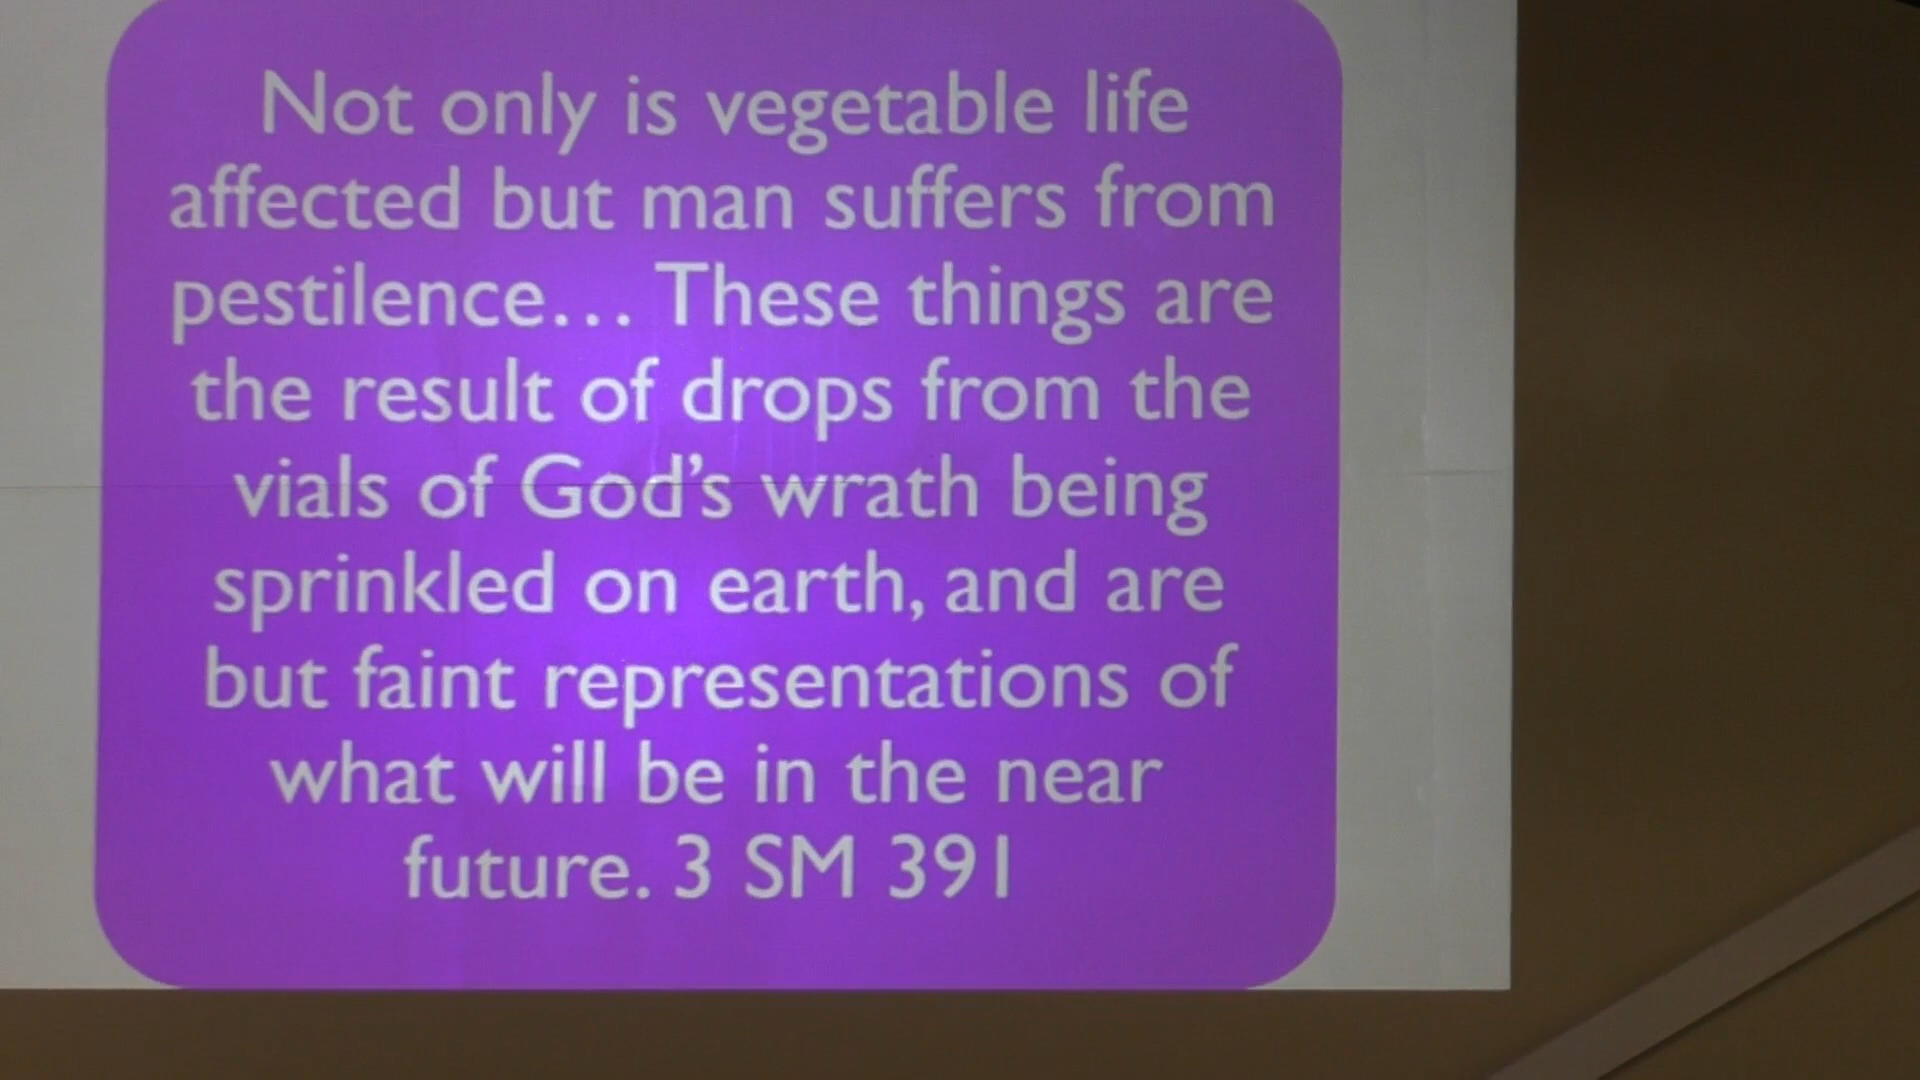 Not only is vegetable life
affected but man suffers from
pestilence... These things are
the result of drops from the
vials of God’s wrath being
sprinkled on earth, and are
but faint representations of
what will be in the near
future. 3 SM 391